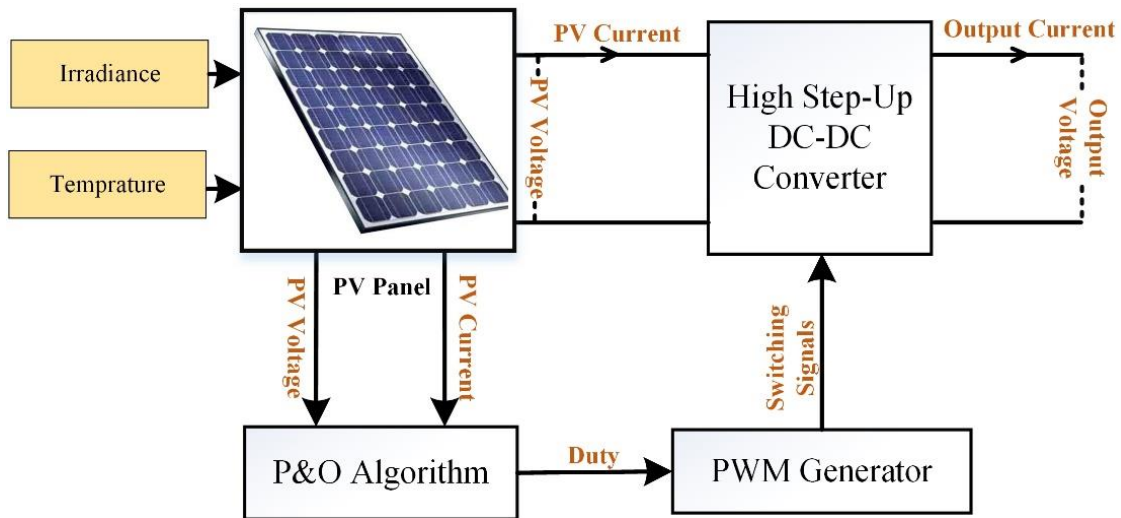 Irradiance
Temprature
PV Current
PV Voltage
High Step-Up
DC-DC
Converter
Output Current
Output
Voltage
PV Panel
PV Voltage
PV Current
Switching
Signals
P&O Algorithm
Duty
PWM Generator